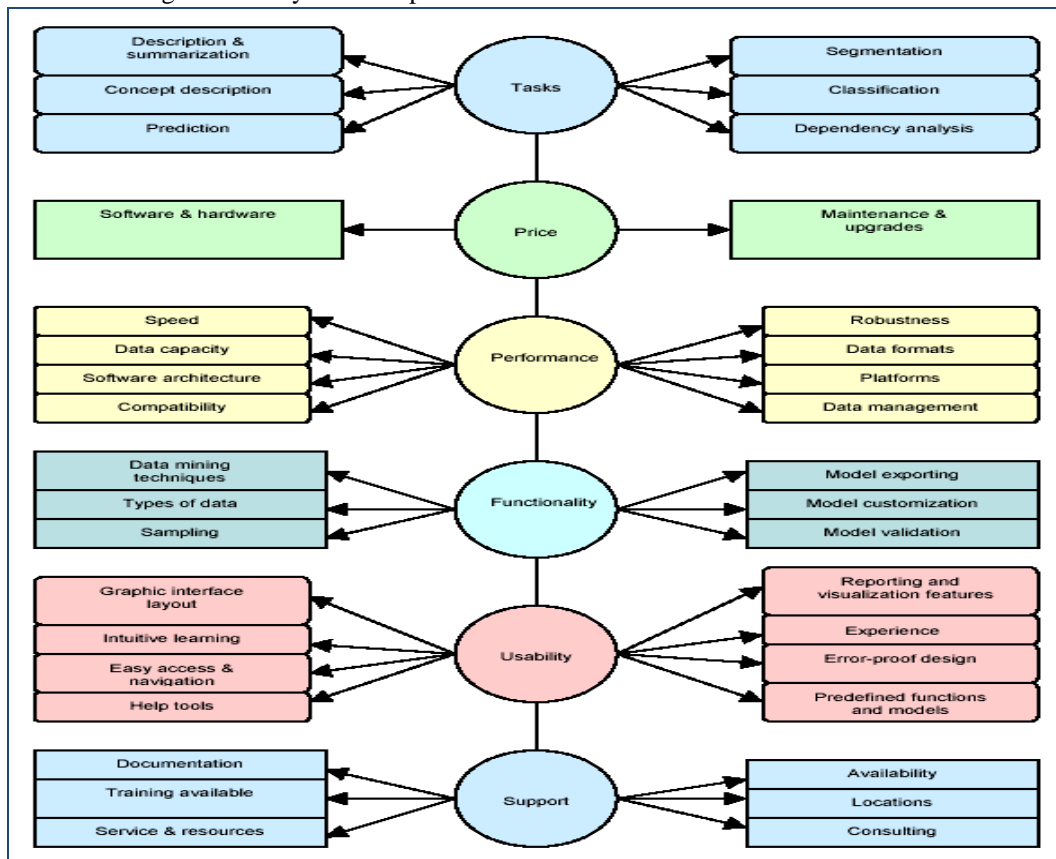 Description &
summarization
Concept description
Prediction
Tasks
Segmentation
Classification
Dependency analysis
Software & hardware
Price
Maintenance &
upgrades
Speed
Data capacity
Software architecture
Compatibility
Performance
Robustness
Data formats
Platforms
Data management
Data mining
techniques
Types of data
Sampling
Functionality
Model exporting
Model customization
Model validation
Graphic interface
layout
Intuitive learning
Easy access &
navigation
Help tools
Usability
Reporting and
visualization features
Experience
Error-proof design
Predefined functions
and models
Documentation
Training available
Service & resources
Support
Availability
Locations
Consulting